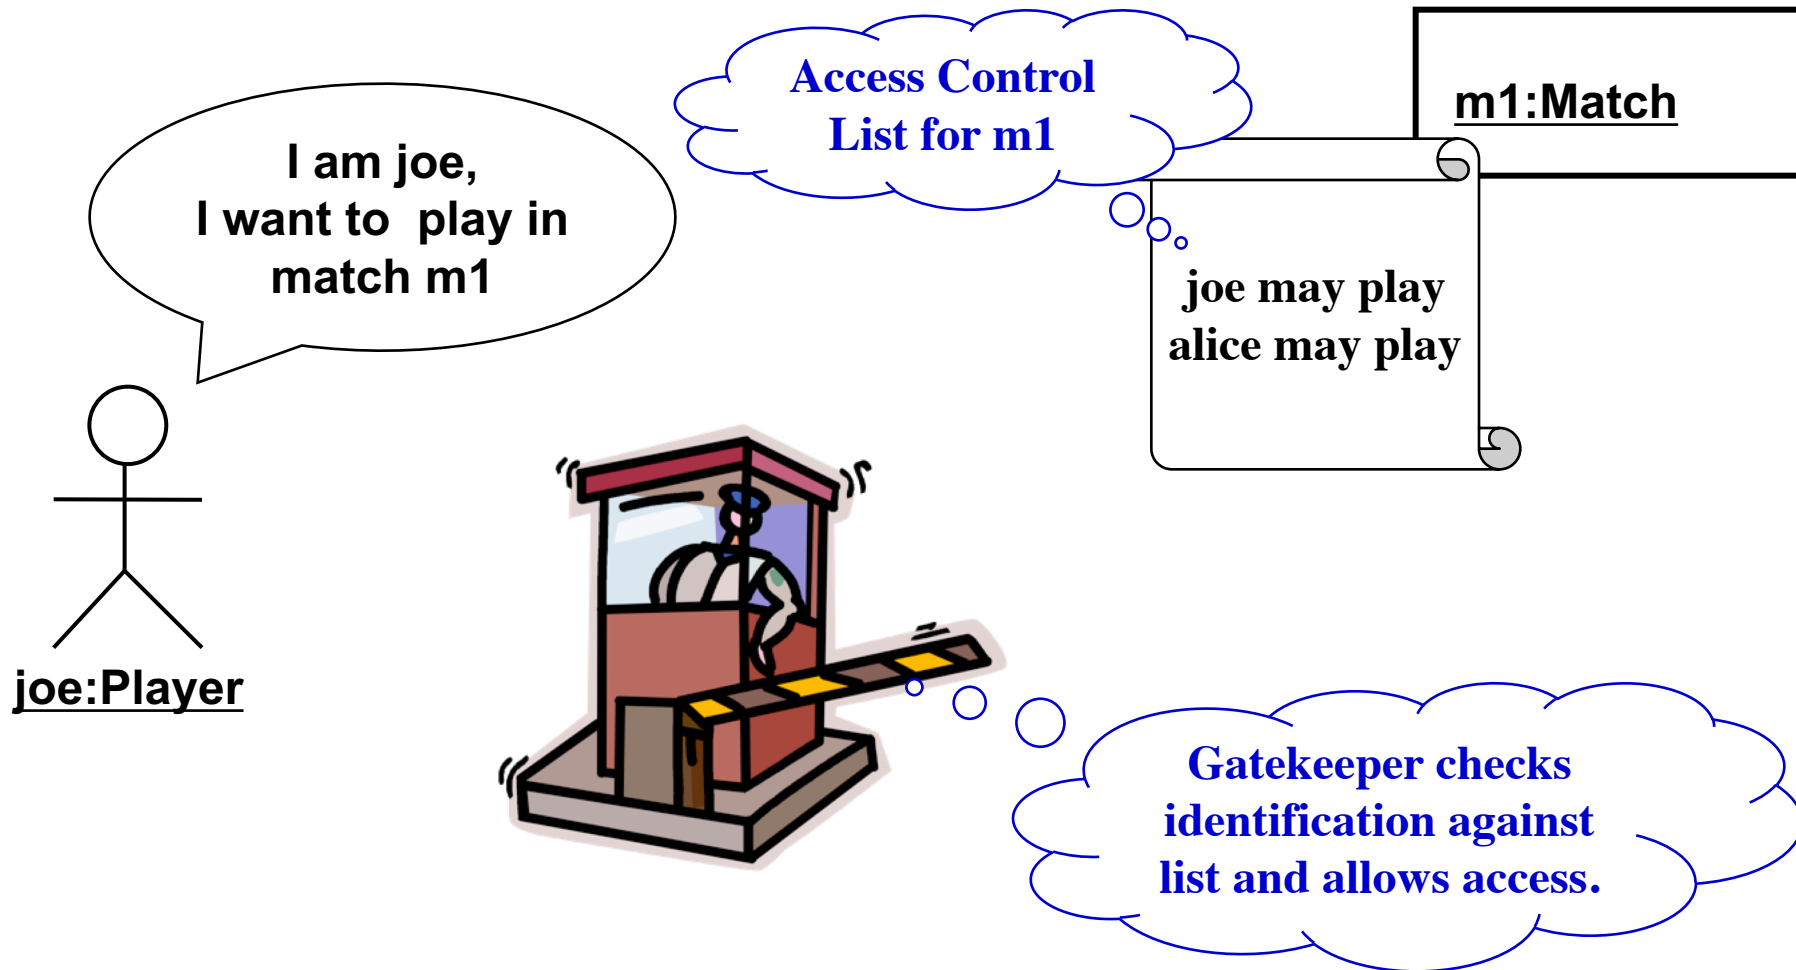 Access Control
List for m1
m1:Match
I am joe,
I want to  play in
match m1
joe may play
alice may play
joe:Player
Gatekeeper checks
identification against
list and allows access.